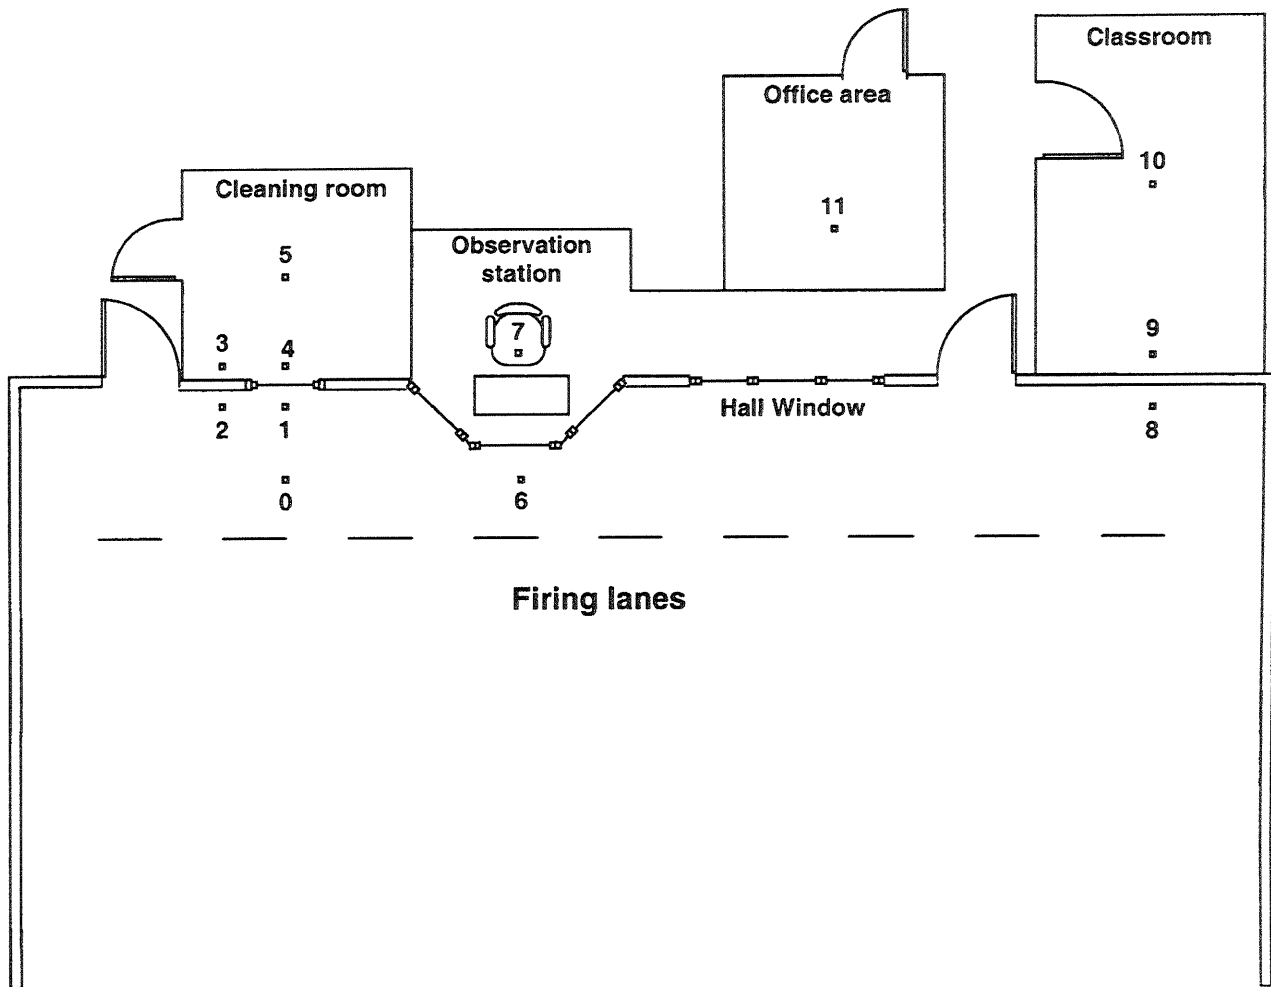 Classroom
Office area
10
Cleaning room
11
Observation
station
5
7
9
3
4
Hall Window
2
1
8
0
6
Firing lanes